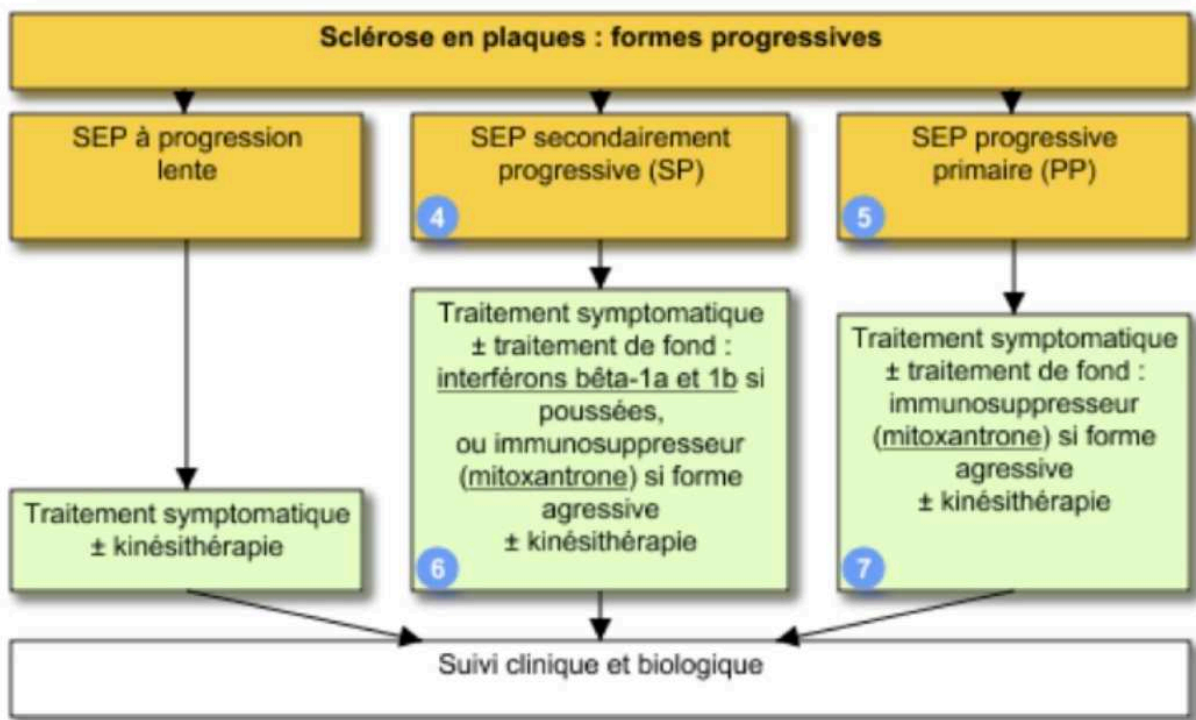 Sclérose en plaques : formes progressives
SEP à progression
lente
SEP secondairement
progressive (SP)
4
SEP progressive
primaire (PP)
5
Traitement symptomatique
± kinésithérapie
Traitement symptomatique
± traitement de fond :
interférons bêta-1a et 1b si
poussées,
ou immunosuppresseur
(mitoxantrone) si forme
agressive
± kinésithérapie
6
Traitement symptomatique
± traitement de fond :
immunosuppresseur
(mitoxantrone) si forme
agressive
± kinésithérapie
7
Suivi clinique et biologique